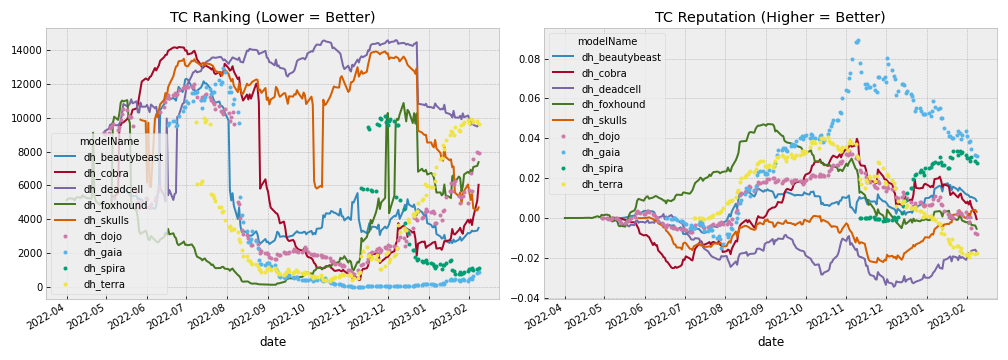 TC Ranking (Lower = Better)
14000
12000
10000
8000
6000
4000
2000
0
modelName
dh_beautybeast
dh_cobra
dh_deadcell
dh_foxhound
dh_skulls
dh_dojo
dh_gaia
dh_spira
dh_terra
2022-04
2022-05
2022-06
2022-07
2022-08
2022-09
2022-10
2022-11
2022-12
2023-01
2023-02
date
TC Reputation (Higher = Better)
0.08
0.06
0.04
0.02
0.00
−0.02
−0.04
modelName
dh_beautybeast
dh_cobra
dh_deadcell
dh_foxhound
dh_skulls
dh_dojo
dh_gaia
dh_spira
dh_terra
2022-04
2022-05
2022-06
2022-07
2022-08
2022-09
2022-10
2022-11
2022-12
2023-01
2023-02
date